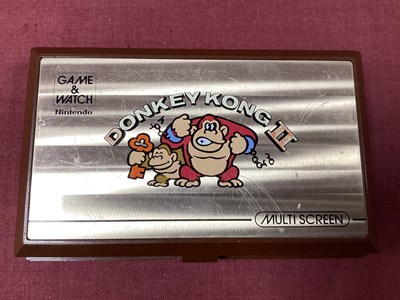 GAME
&
WATCH
Nintendo
DONKEY KONG II
MULTI SCREEN